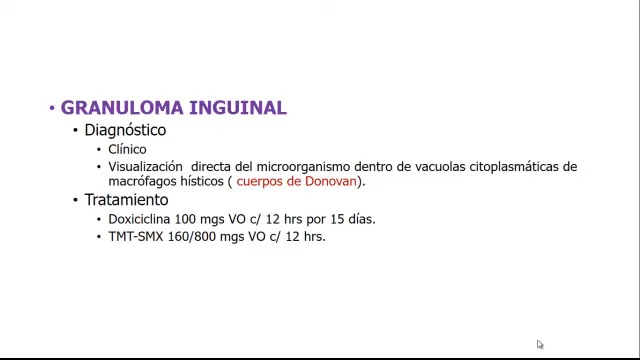 • GRANULOMA INGUINAL
• Diagnóstico
• Clínico
• Visualización directa del microorganismo dentro de vacuolas citoplasmáticas de
macrófagos hísticos ( cuerpos de Donovan).
• Tratamiento
• Doxiciclina 100 mgs VO c/ 12 hrs por 15 días.
• TMT-SMX 160/800 mgs VO c/ 12 hrs.